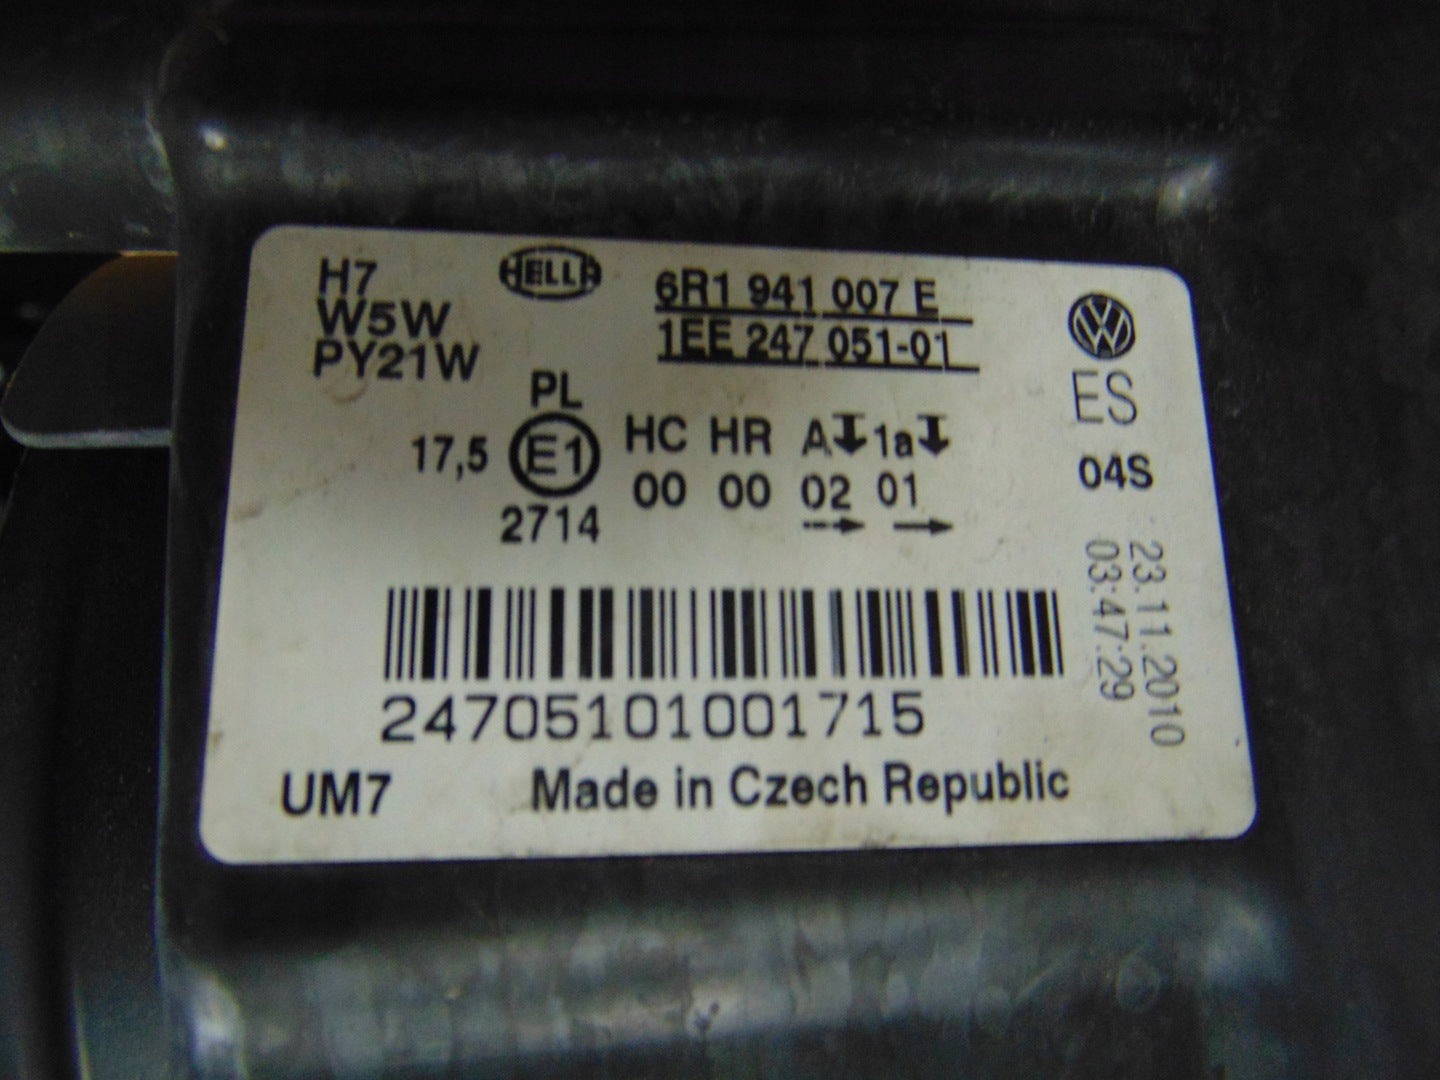 H7
W5W
PY21W
HELLA
6R1 941 007 E
1EE 247 051-01
ES
04S
PL
17,5 E1 HC HR A 1a
2714 00 00 02 01
23.11.2010
03:47:29
24705101001715
UM7 Made in Czech Republic